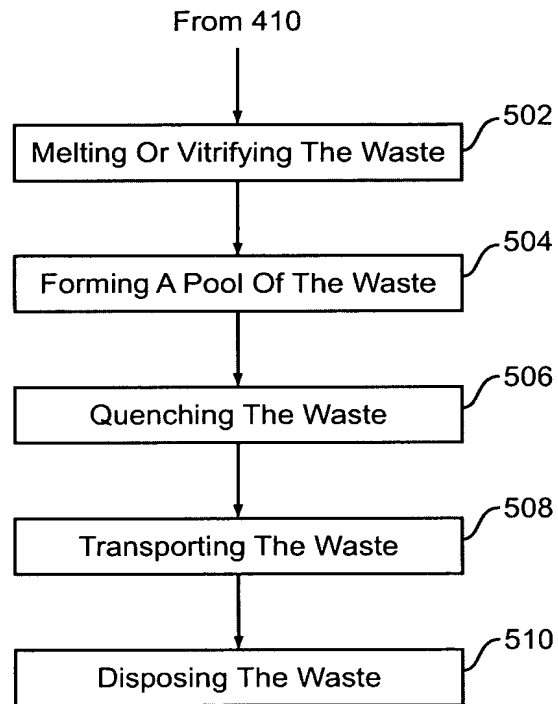 From 410
502
Melting Or Vitrifying The Waste
504
Forming A Pool Of The Waste
506
Quenching The Waste
508
Transporting The Waste
510
Disposing The Waste